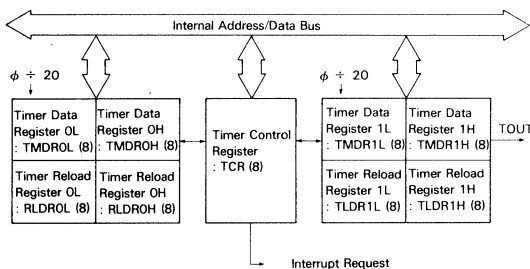 Internal Address/Data Bus
ϕ ÷ 20
ϕ ÷ 20
Timer Data
Register 0L
: TMDR0L (8)
Timer Data
Register 0H
: TMDR0H (8)
Timer Reload
Register 0L
: RLDR0L (8)
Timer Reload
Register 0H
: RLDR0H (8)
Timer Control
Register
: TCR (8)
Timer Data
Register 1L
: TMDR1L (8)
Timer Data
Register 1H
: TMDR1H (8)
Timer Reload
Register 1L
: TLDR1L (8)
Timer Reload
Register 1H
: TLDR1H (8)
TOUT
Interrupt Request